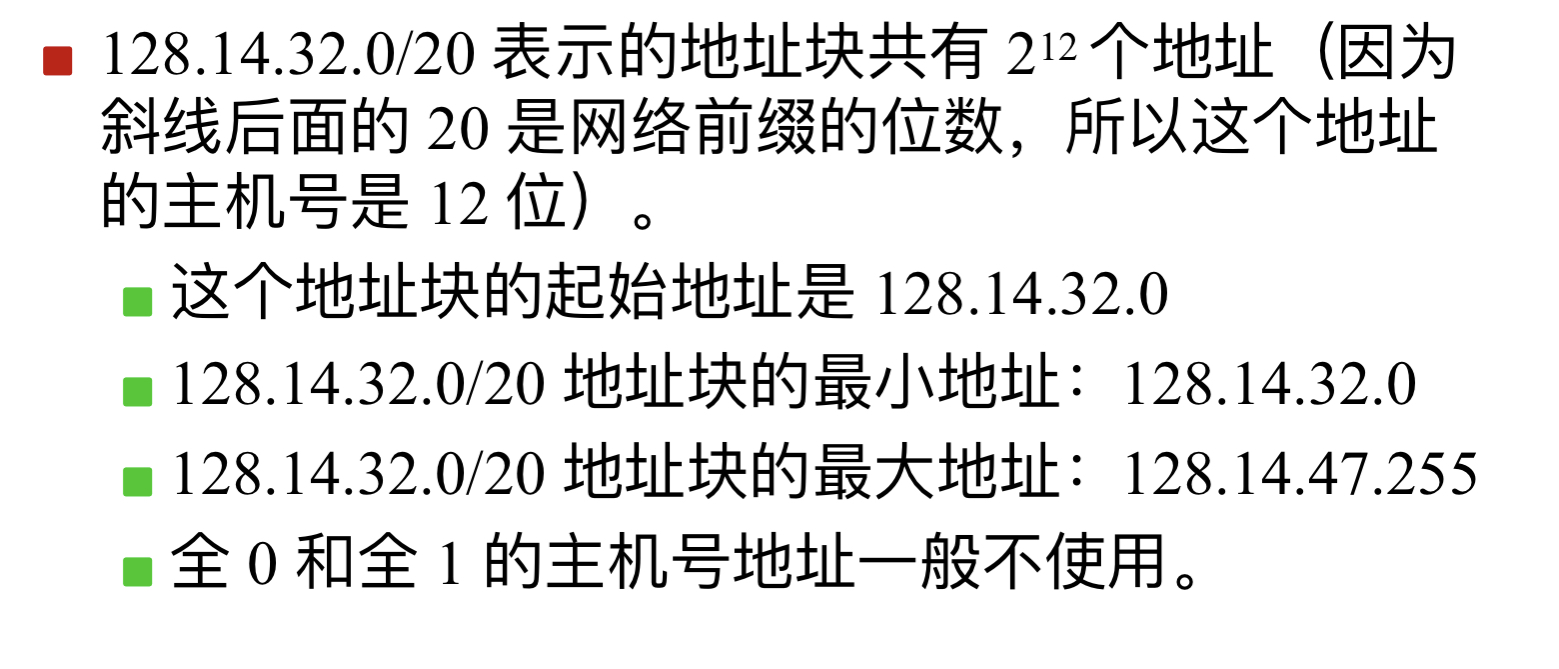 128.14.32.0/20 表示的地址块共有 2¹² 个地址（因为
斜线后面的 20 是网络前缀的位数，所以这个地址
的主机号是 12 位）。
这个地址块的起始地址是 128.14.32.0
128.14.32.0/20 地址块的最小地址：128.14.32.0
128.14.32.0/20 地址块的最大地址：128.14.47.255
全 0 和全 1 的主机号地址一般不使用。